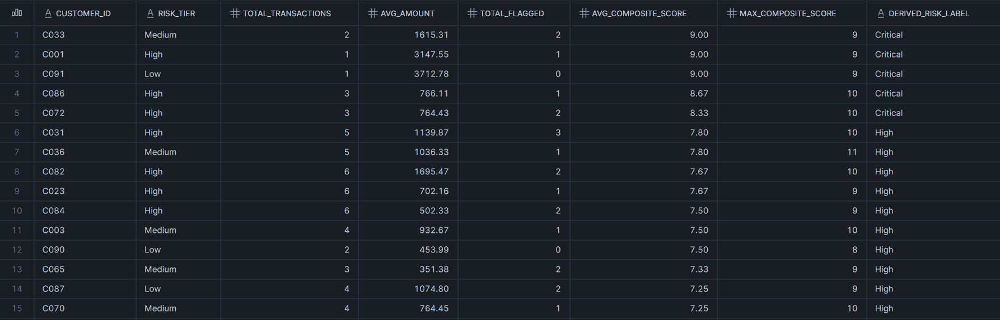 CUSTOMER_ID RISK_TIER TOTAL_TRANSACTIONS AVG_AMOUNT TOTAL_FLAGGED AVG_COMPOSITE_SCORE MAX_COMPOSITE_SCORE DERIVED_RISK_LABEL
1 C033 Medium 2 1615.31 2 9.00 9 Critical
2 C001 High 1 3147.55 1 9.00 9 Critical
3 C091 Low 1 3712.78 0 9.00 9 Critical
4 C086 High 3 766.11 1 8.67 10 Critical
5 C072 High 3 764.43 2 8.33 10 Critical
6 C031 High 5 1139.87 3 7.80 10 High
7 C036 Medium 5 1036.33 1 7.80 11 High
8 C082 High 6 1695.47 2 7.67 10 High
9 C023 High 6 702.16 1 7.67 9 High
10 C084 High 6 502.33 2 7.50 9 High
11 C003 Medium 4 932.67 1 7.50 10 High
12 C090 Low 2 453.99 0 7.50 8 High
13 C065 Medium 3 351.38 2 7.33 9 High
14 C087 Low 4 1074.80 2 7.25 9 High
15 C070 Medium 4 764.45 1 7.25 10 High